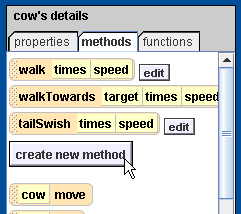 cow's details
properties methods functions
walk times speed edit
walkTowards target times speed
tailSwish times speed edit
create new method
cow move